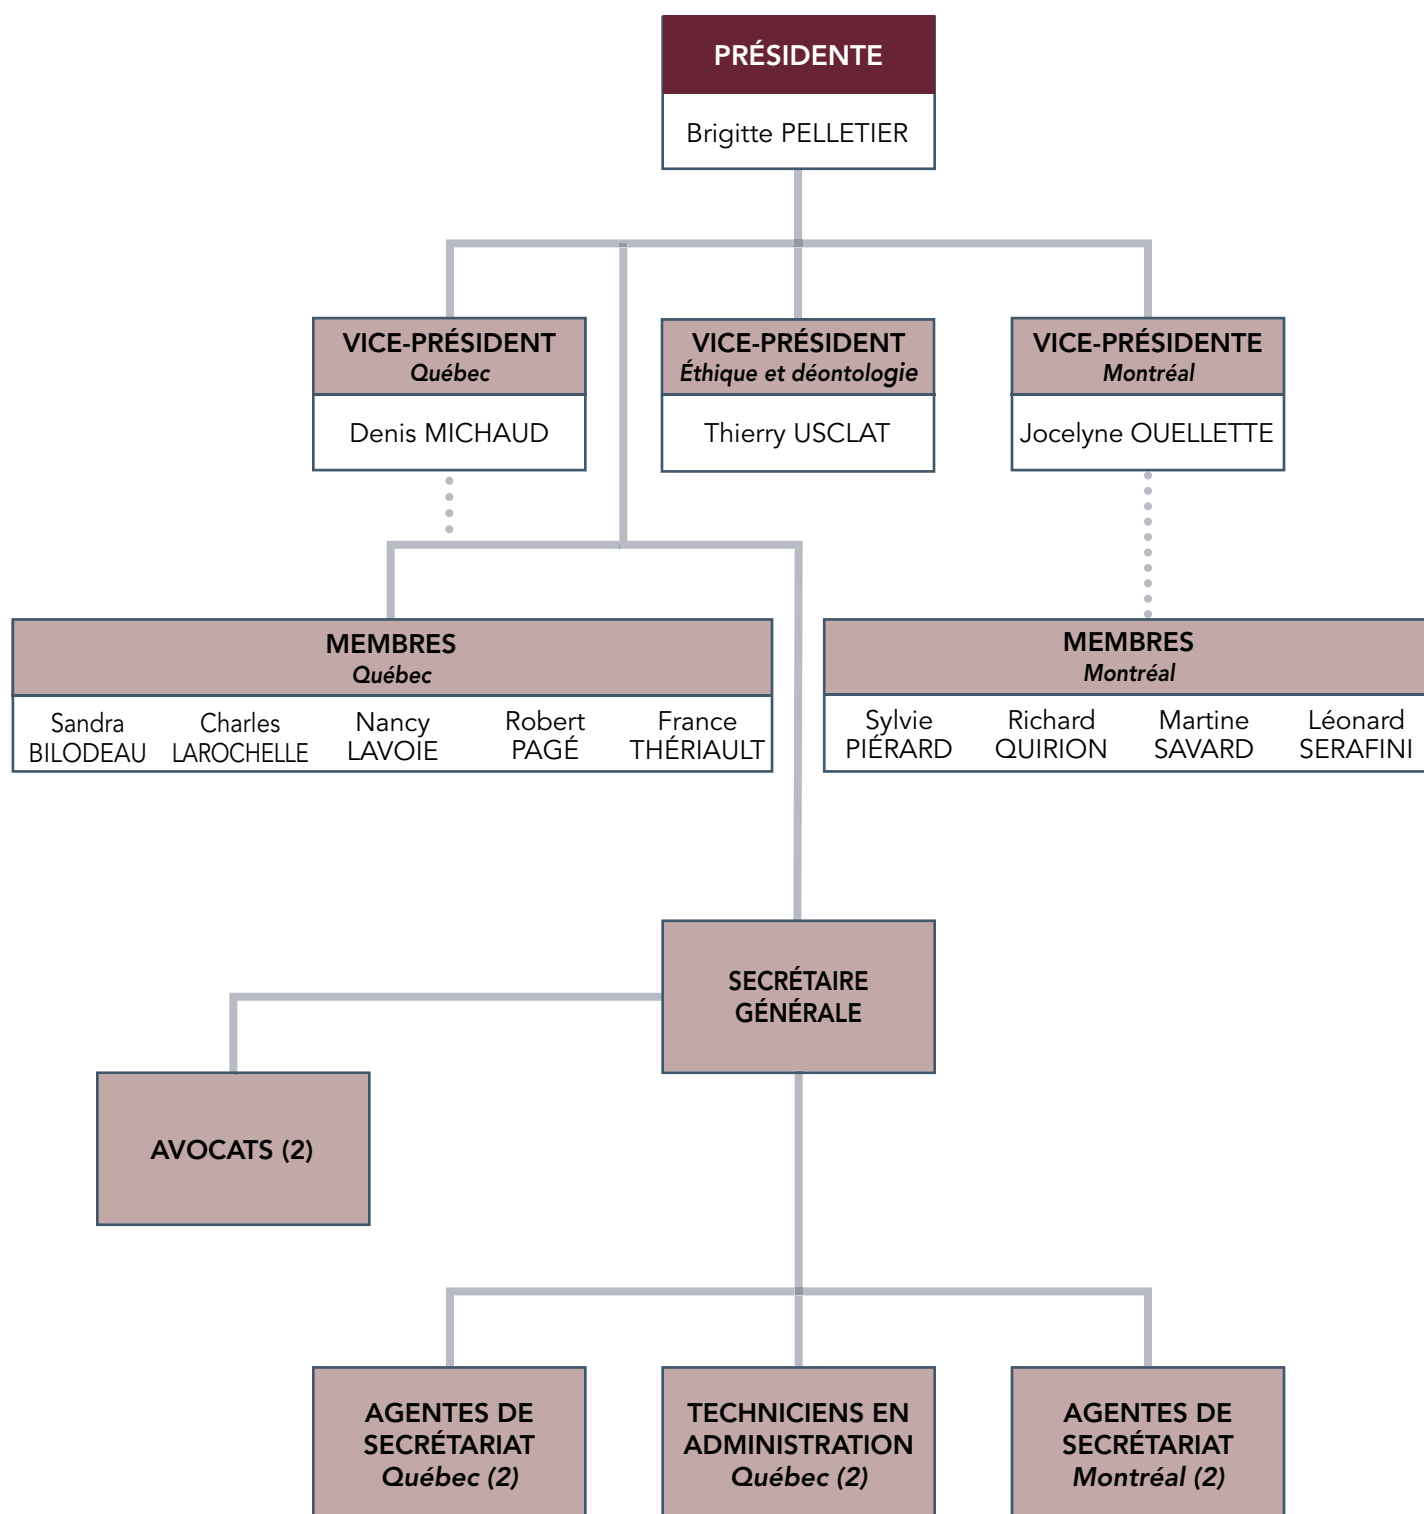 PRÉSIDENTE
Brigitte PELLETIER
VICE-PRÉSIDENT
Québec
Denis MICHAUD
VICE-PRÉSIDENT
Éthique et déontologie
Thierry USCLAT
VICE-PRÉSIDENTE
Montréal
Jocelyne OUELLETTE
MEMBRES
Québec
Sandra
BILODEAU
Charles
LAROCHELLE
Nancy
LAVOIE
Robert
PAGÉ
France
THÉRIAULT
MEMBRES
Montréal
Sylvie
PIÉRARD
Richard
QUIRION
Martine
SAVARD
Léonard
SERAFINI
SECRÉTAIRE
GÉNÉRALE
AVOCATS (2)
AGENTES DE
SECRÉTARIAT
Québec (2)
TECHNICIENS EN
ADMINISTRATION
Québec (2)
AGENTES DE
SECRÉTARIAT
Montréal (2)